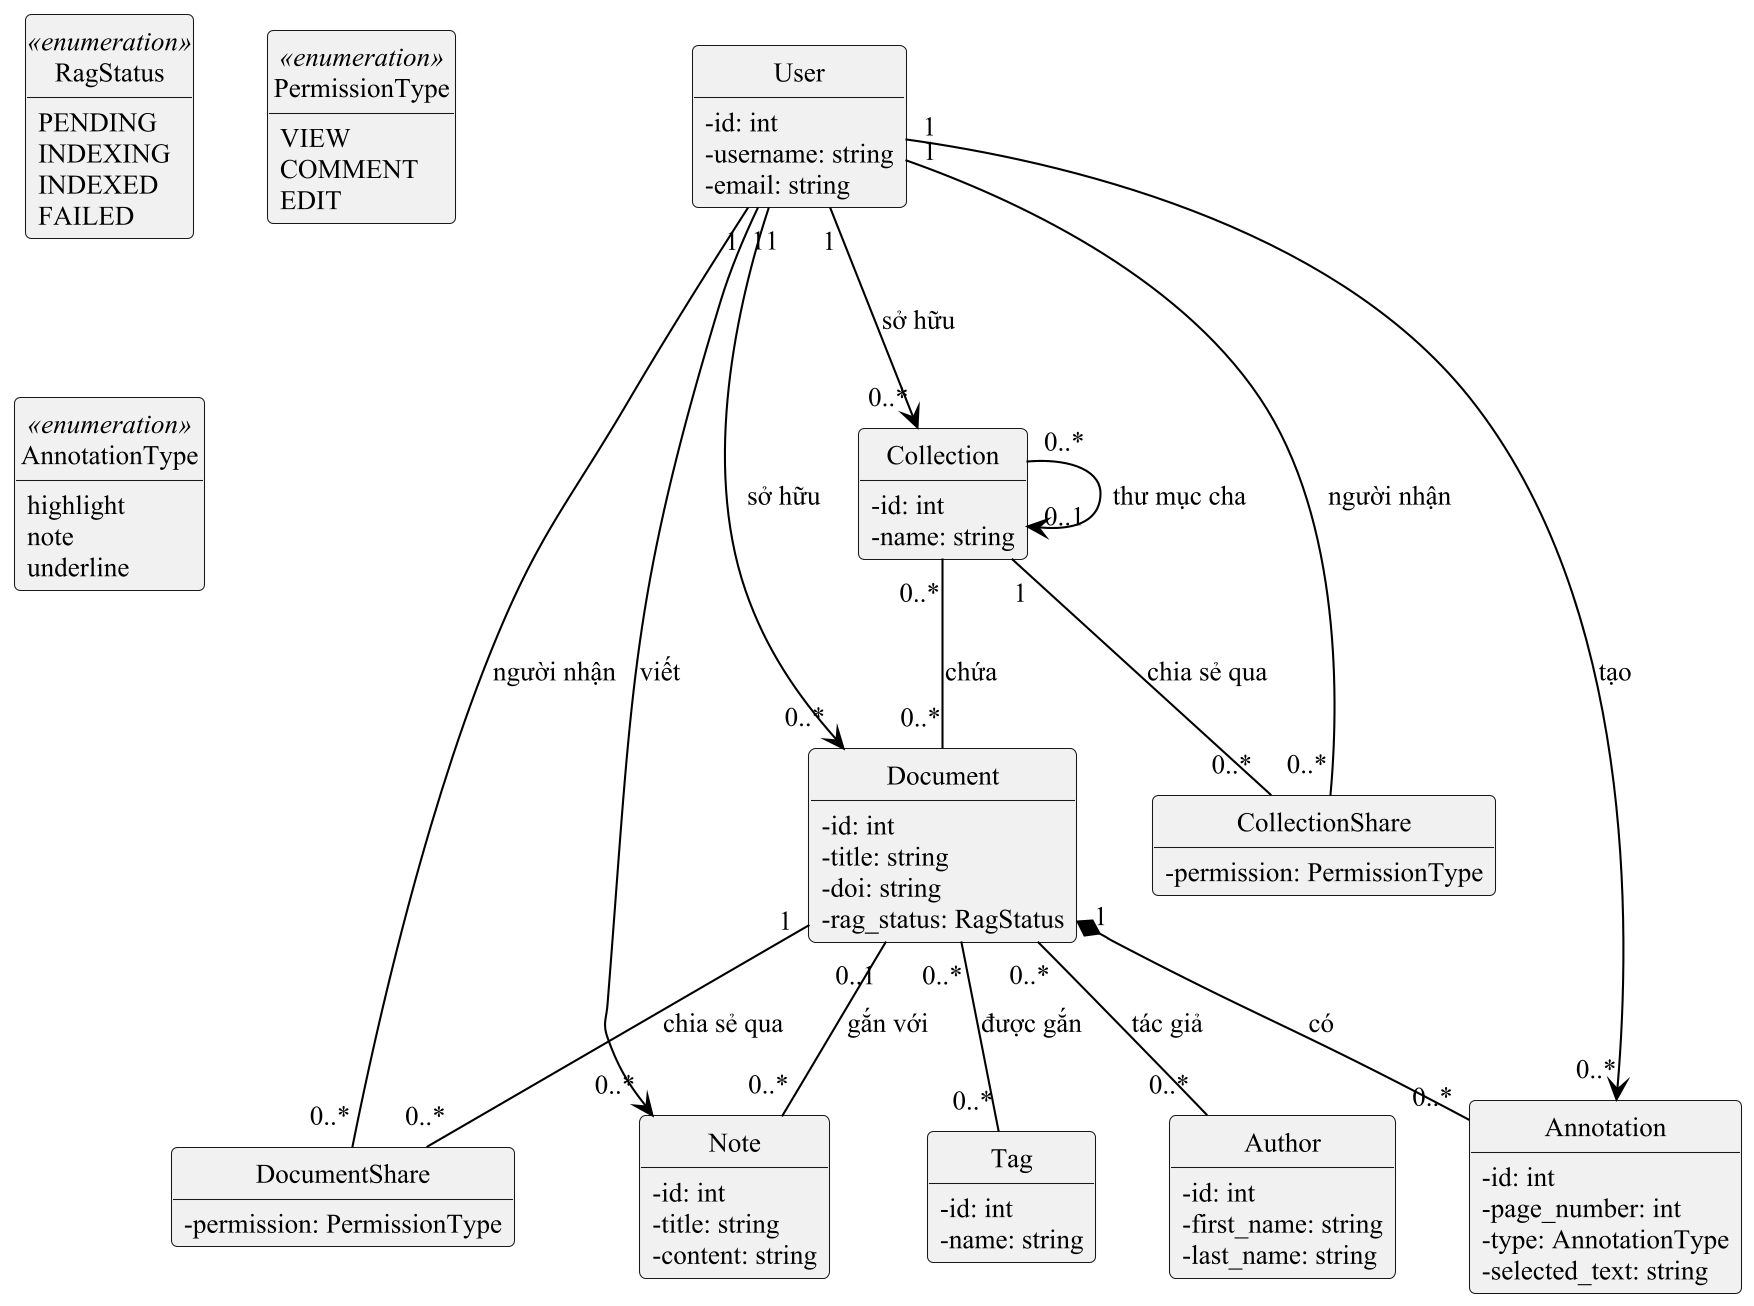 «enumeration»
RagStatus
PENDING
INDEXING
INDEXED
FAILED
«enumeration»
PermissionType
VIEW
COMMENT
EDIT
User
-id: int
-username: string
-email: string
1
1
1
1
1
1
sở hữu
0..*
«enumeration»
AnnotationType
highlight
note
underline
Collection
-id: int
-name: string
0..*
0..1
thư mục cha
sở hữu
người nhận
0..*
1
người nhận
viết
chứa
chia sẻ qua
tạo
0..*
0..*
0..*
0..*
Document
-id: int
-title: string
-doi: string
-rag_status: RagStatus
CollectionShare
-permission: PermissionType
1
1
0..1
0..*
0..*
chia sẻ qua
gắn với
được gắn
tác giả
có
0..*
0..*
0..*
0..*
0..*
0..*
0..*
0..*
DocumentShare
-permission: PermissionType
Note
-id: int
-title: string
-content: string
Tag
-id: int
-name: string
Author
-id: int
-first_name: string
-last_name: string
Annotation
-id: int
-page_number: int
-type: AnnotationType
-selected_text: string